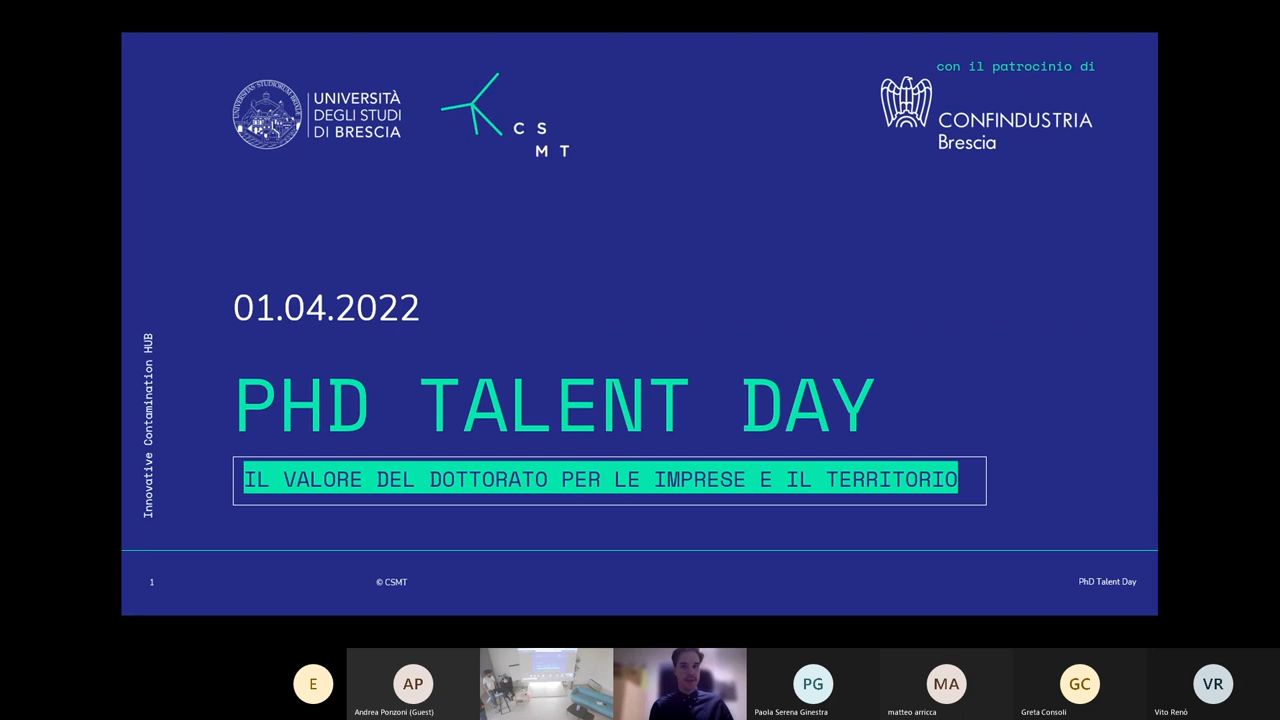 con il patrocinio di
UNIVERSITÀ
DEGLI STUDI
DI BRESCIA
C S
M T
CONFINDUSTRIA
Brescia
01.04.2022
Innovative Contamination HUB
PHD TALENT DAY
IL VALORE DEL DOTTORATO PER LE IMPRESE E IL TERRITORIO
1
© CSMT
PhD Talent Day
E
AP
PG
MA
GC
VR
Andrea Ponzoni (Guest)
Paola Serena Ginestra
matteo arricca
Greta Consoli
Vito Renò